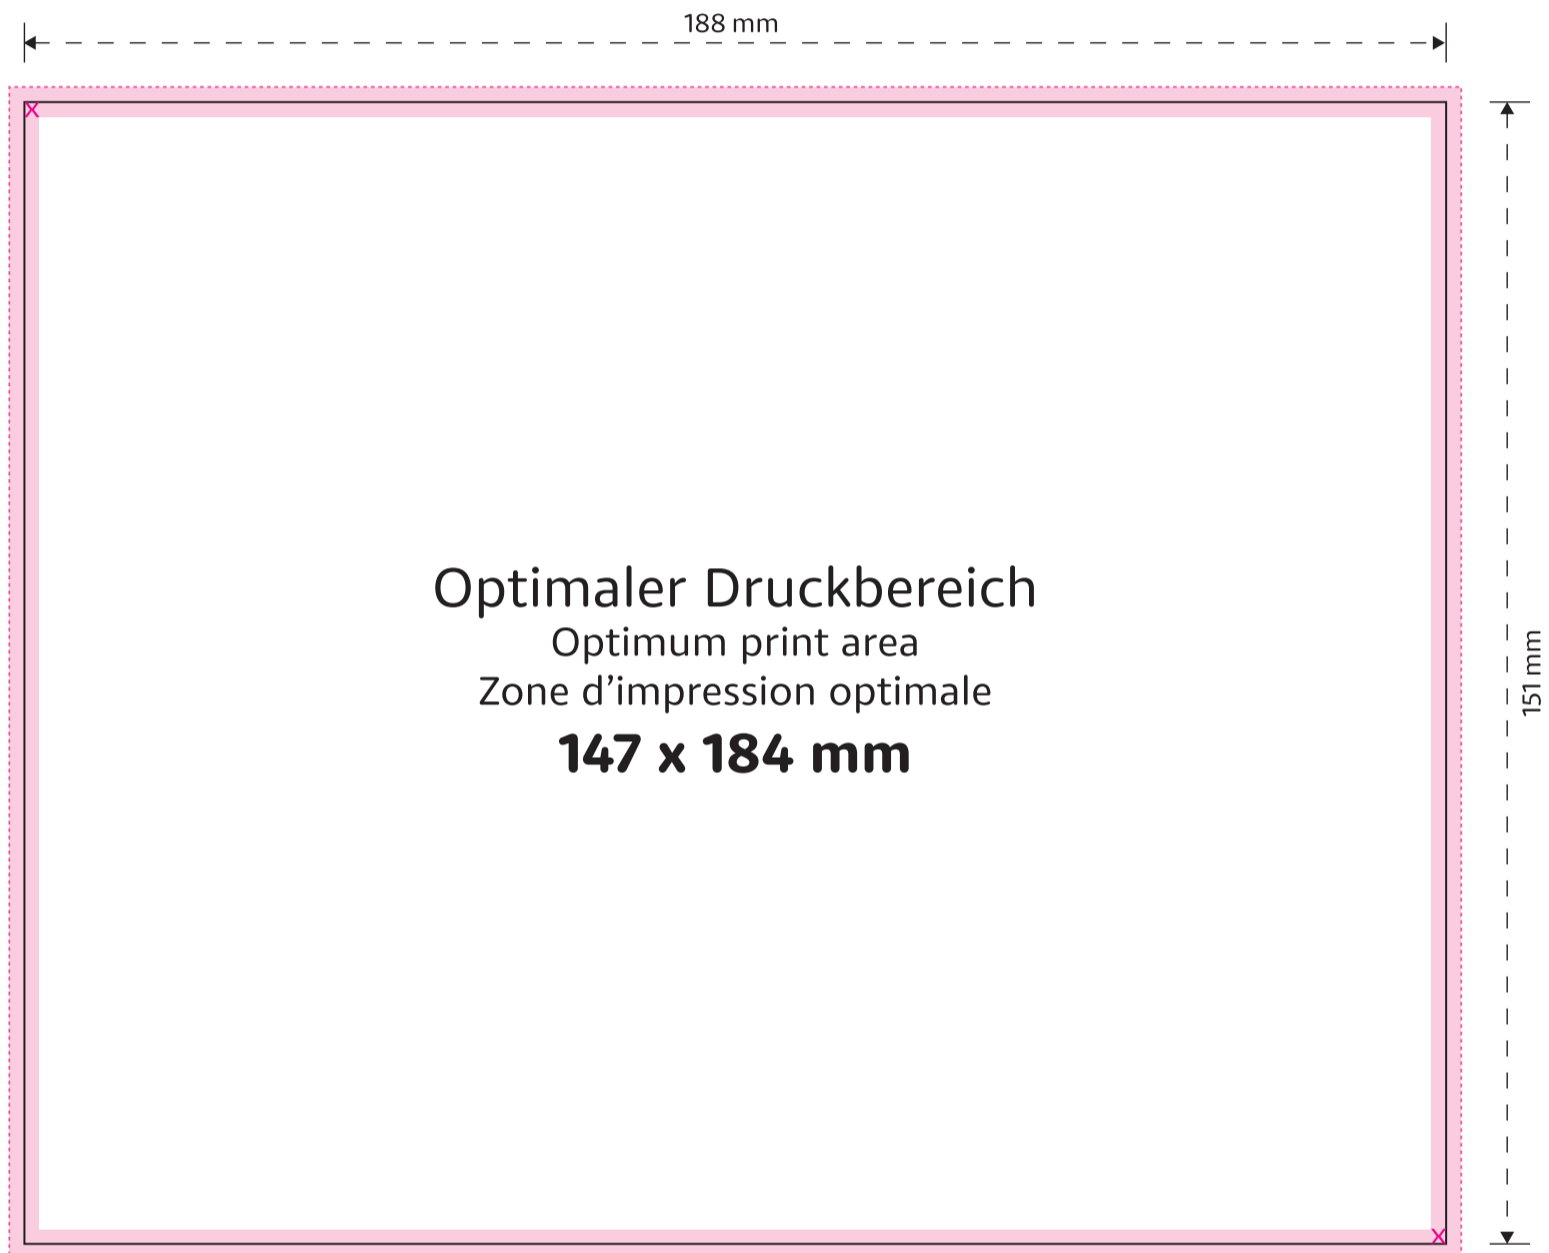 188 mm
x
Optimaler Druckbereich
Optimum print area
Zone d’impression optimale
147 x 184 mm
151 mm
x